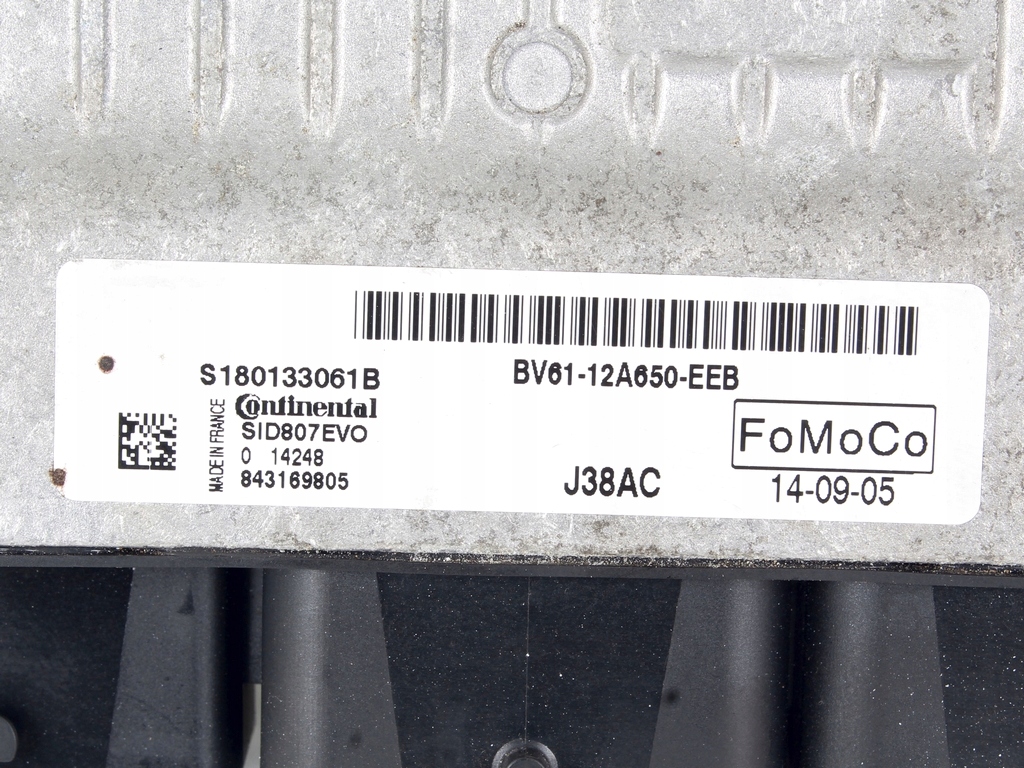 S180133061B
BV61-12A650-EEB
MADE IN FRANCE
Continental
SID807EVO
0 14248
843169805
J38AC
FoMoCo
14-09-05